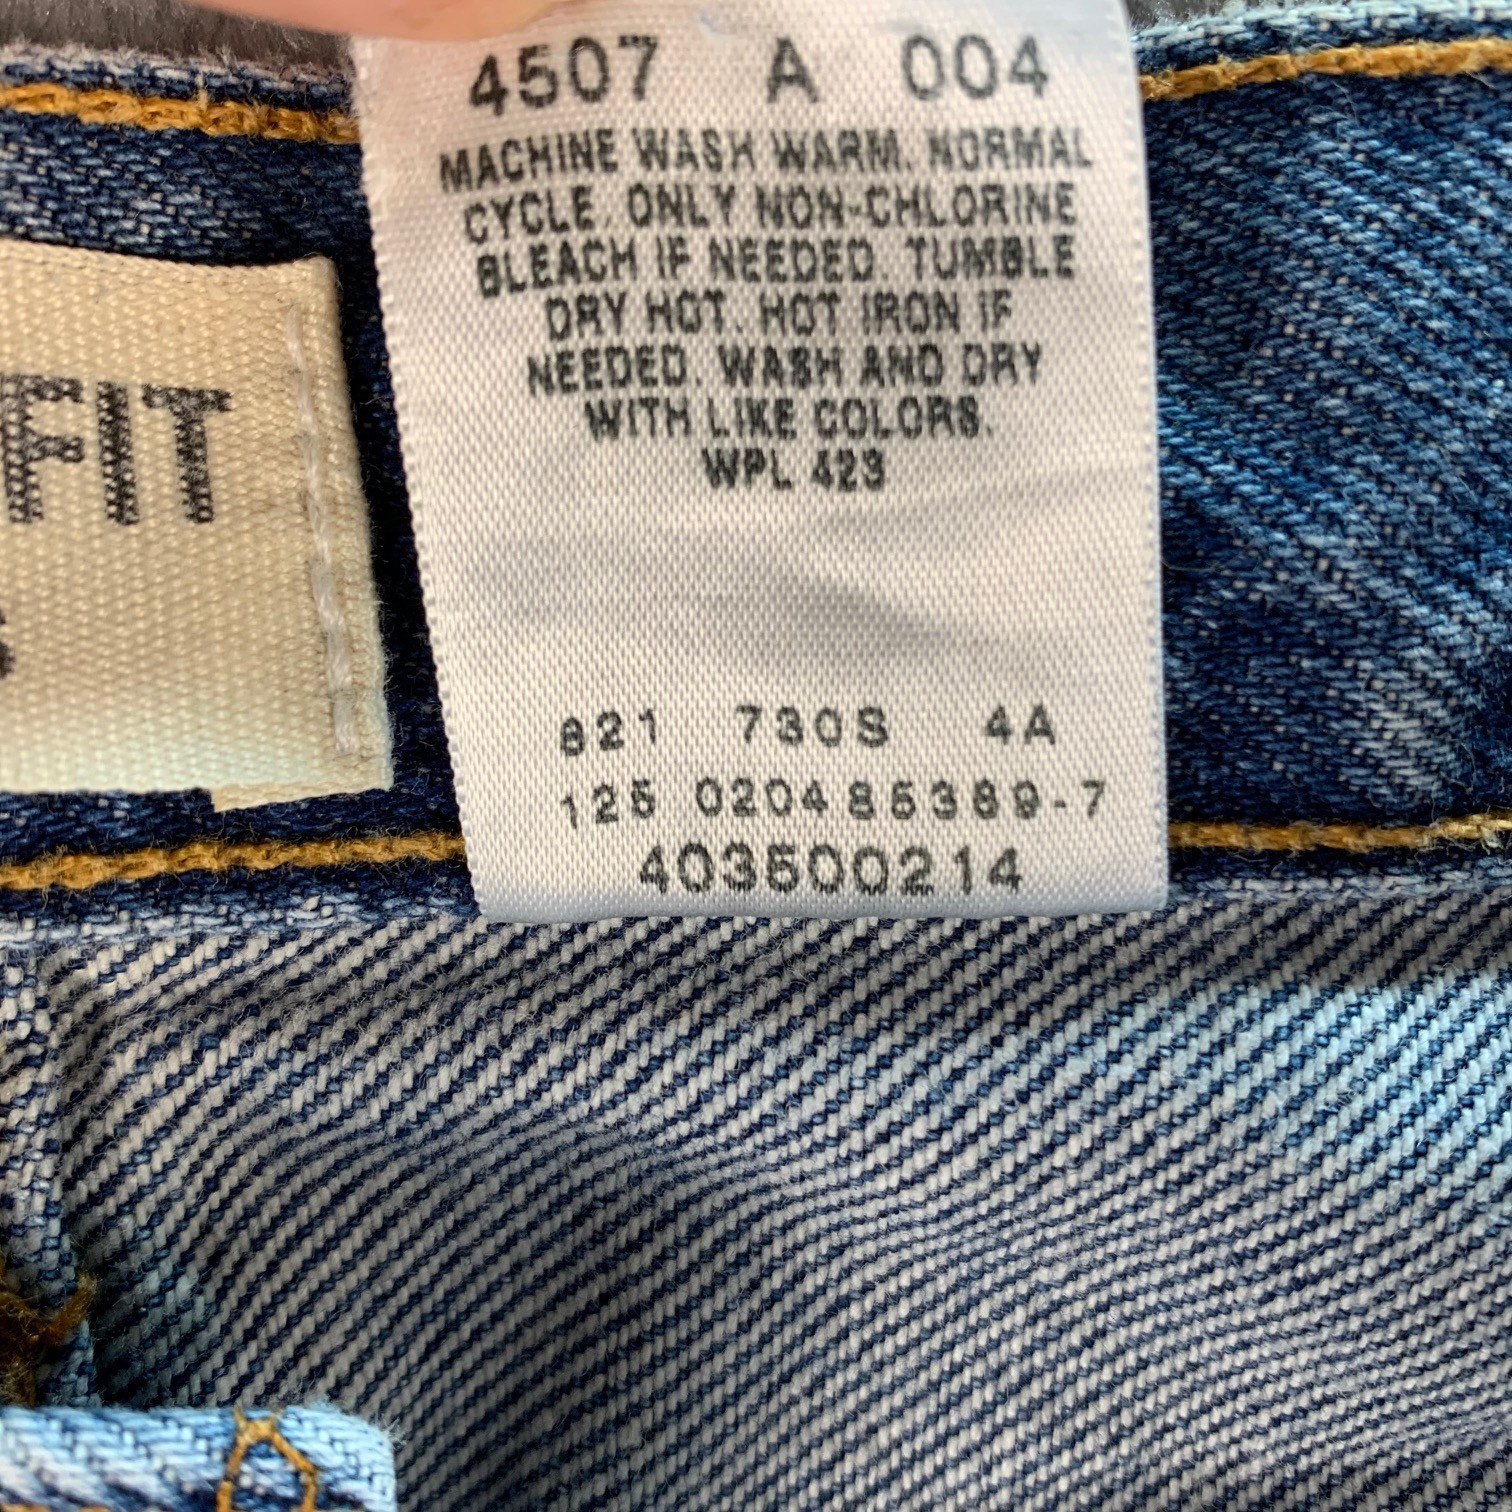 4507 A 004
MACHINE WASH WARM. NORMAL
CYCLE. ONLY NON-CHLORINE
BLEACH IF NEEDED. TUMBLE
DRY HOT. HOT IRON IF
NEEDED. WASH AND DRY
WITH LIKE COLORS.
WPL 423
821 730S 4A
125 020485389-7
403500214
FIT